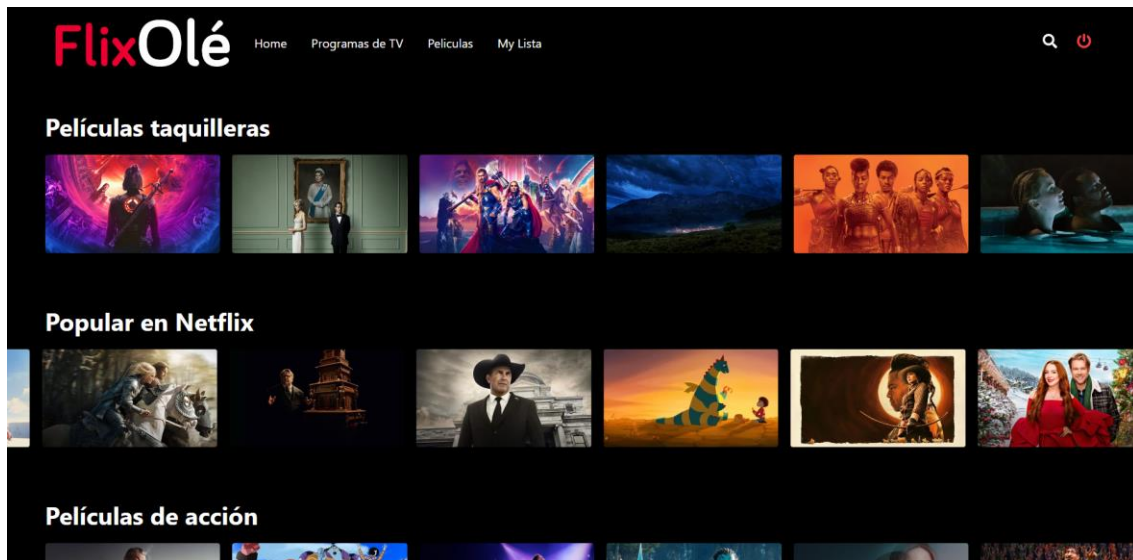 FlixOlé Home Programas de TV Peliculas My Lista
Películas taquilleras
Popular en Netflix
Películas de acción